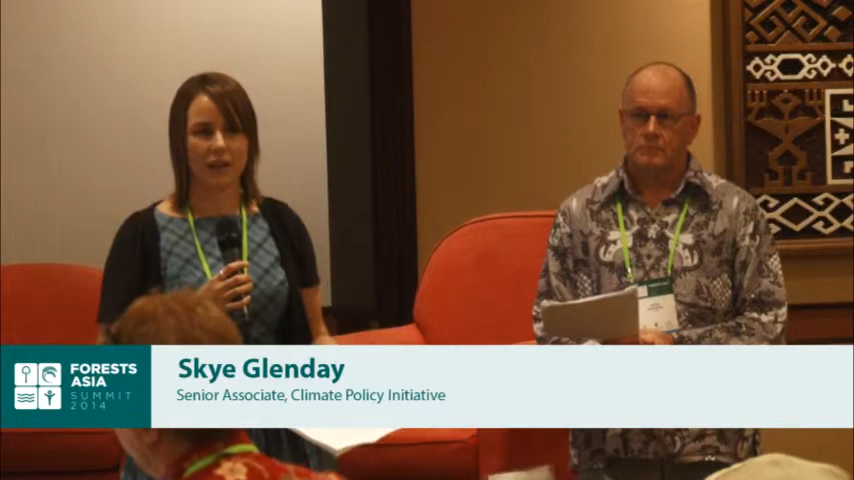 FORESTS
ASIA
SUMMIT
2014
Skye Glenday
Senior Associate, Climate Policy Initiative